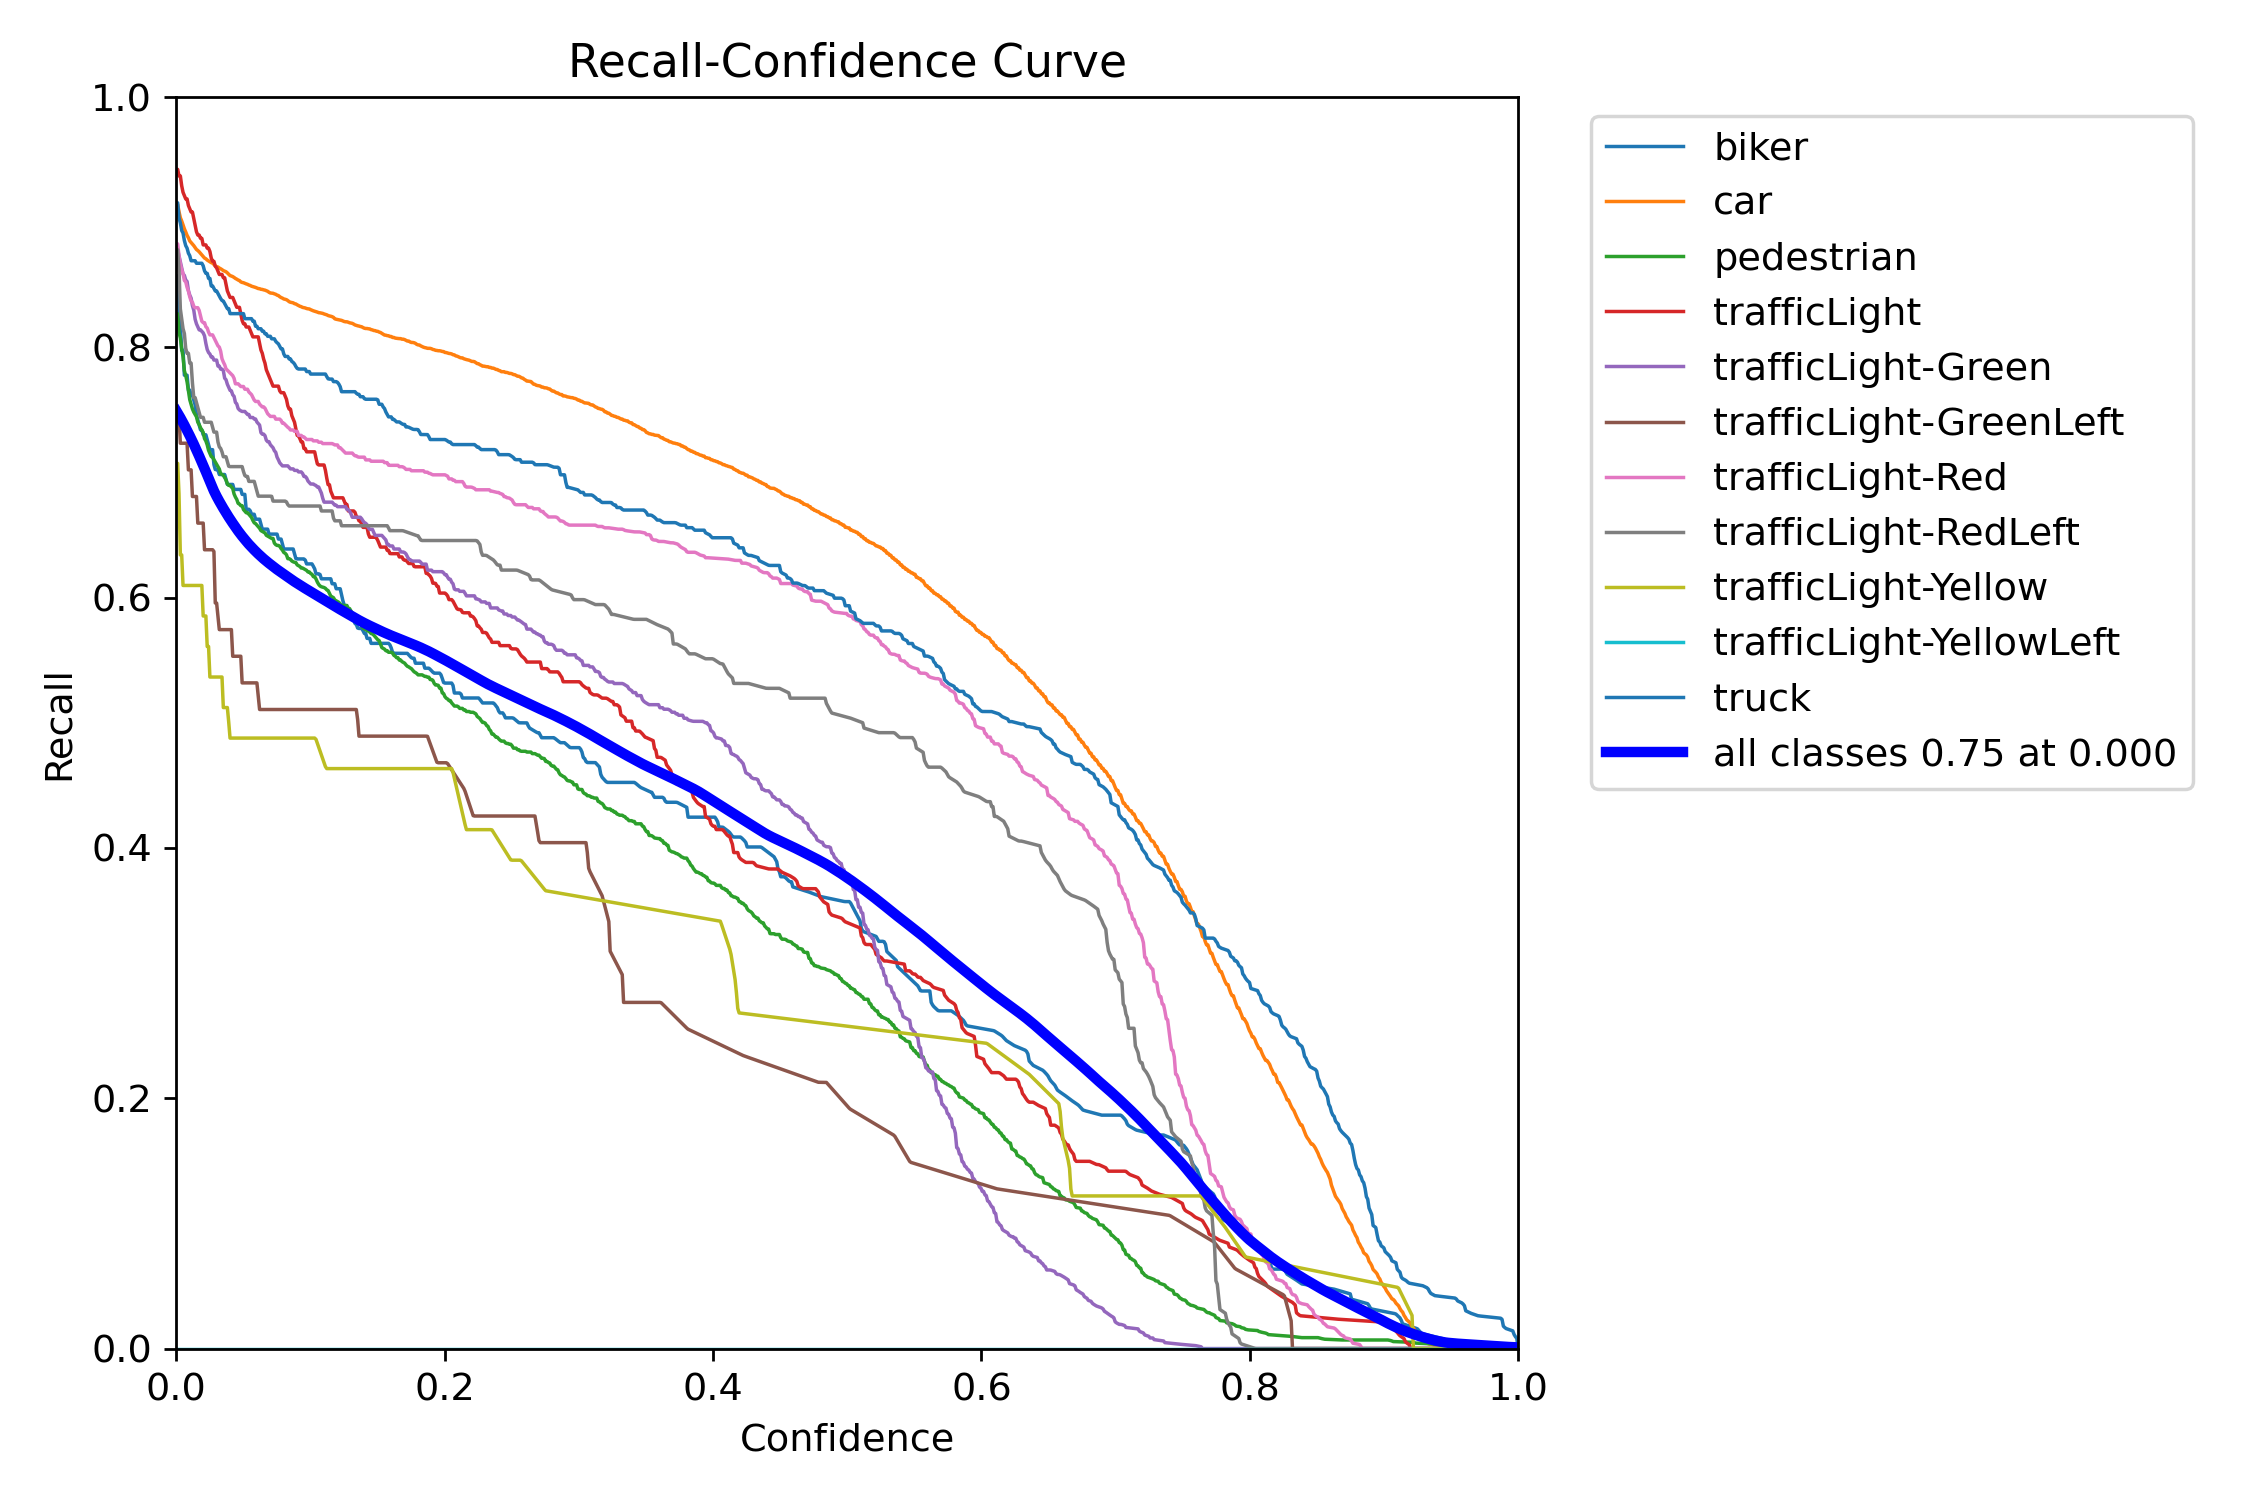 Recall-Confidence Curve
1.0
0.8
0.6
0.4
0.2
0.0
Recall
0.0 0.2 0.4 0.6 0.8 1.0
Confidence
biker
car
pedestrian
trafficLight
trafficLight-Green
trafficLight-GreenLeft
trafficLight-Red
trafficLight-RedLeft
trafficLight-Yellow
trafficLight-YellowLeft
truck
all classes 0.75 at 0.000